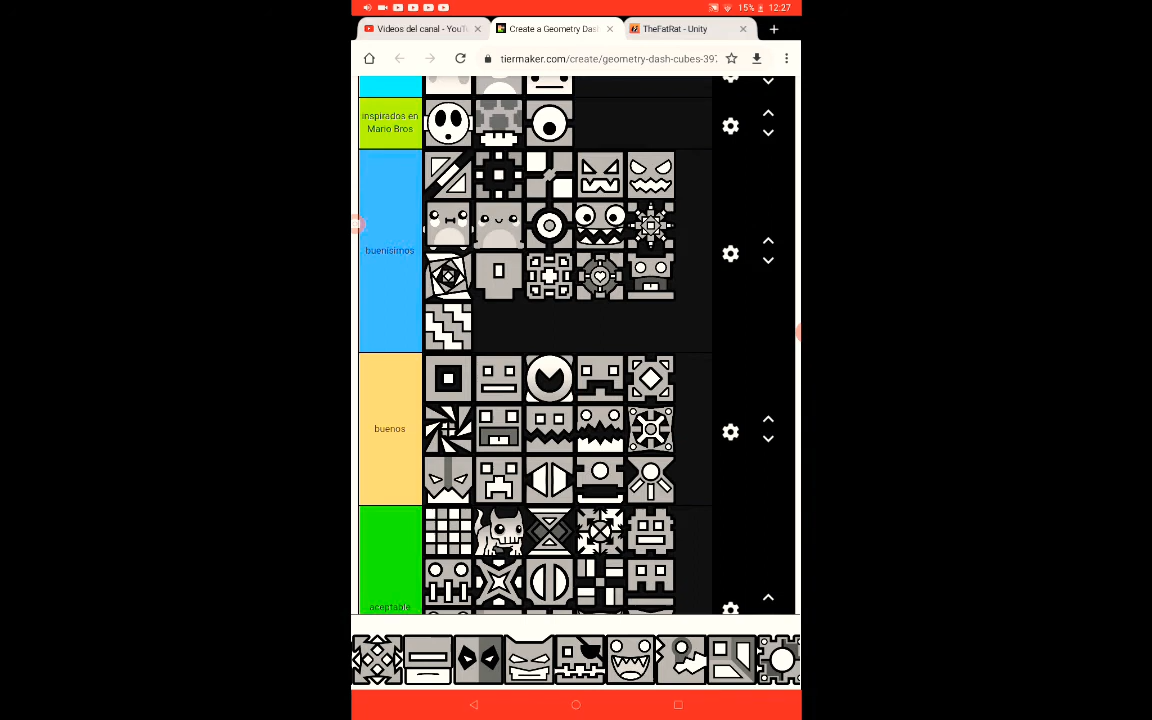 15% 12:27
Videos del canal - YouTu
Create a Geometry Dash
TheFatRat - Unity
tiermaker.com/create/geometry-dash-cubes-397
inspirados en
Mario Bros
buenisimos
buenos
aceptable